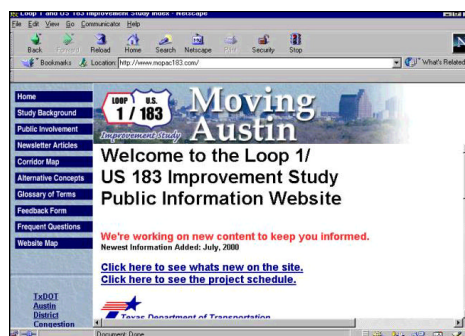 Loop 1 and US 183 Improvement Study Index - Netscape
File Edit View Go Communicator Help
Back Forward Reload Home Search Netscape Print Security Stop
Bookmarks Location: http://www.mopac183.com/ What's Related
Home
Study Background
Public Involvement
Newsletter Articles
Corridor Map
Alternative Concepts
Glossary of Terms
Feedback Form
Frequent Questions
Website Map
TxDOT
Austin
District
Congestion
LOOP U.S.
1 / 183
Improvement Study
Moving
Austin
Welcome to the Loop 1/
US 183 Improvement Study
Public Information Website
We're working on new content to keep you informed.
Newest Information Added: July, 2000
Click here to see whats new on the site.
Click here to see the project schedule.
Texas Department of Transportation
Document: Done